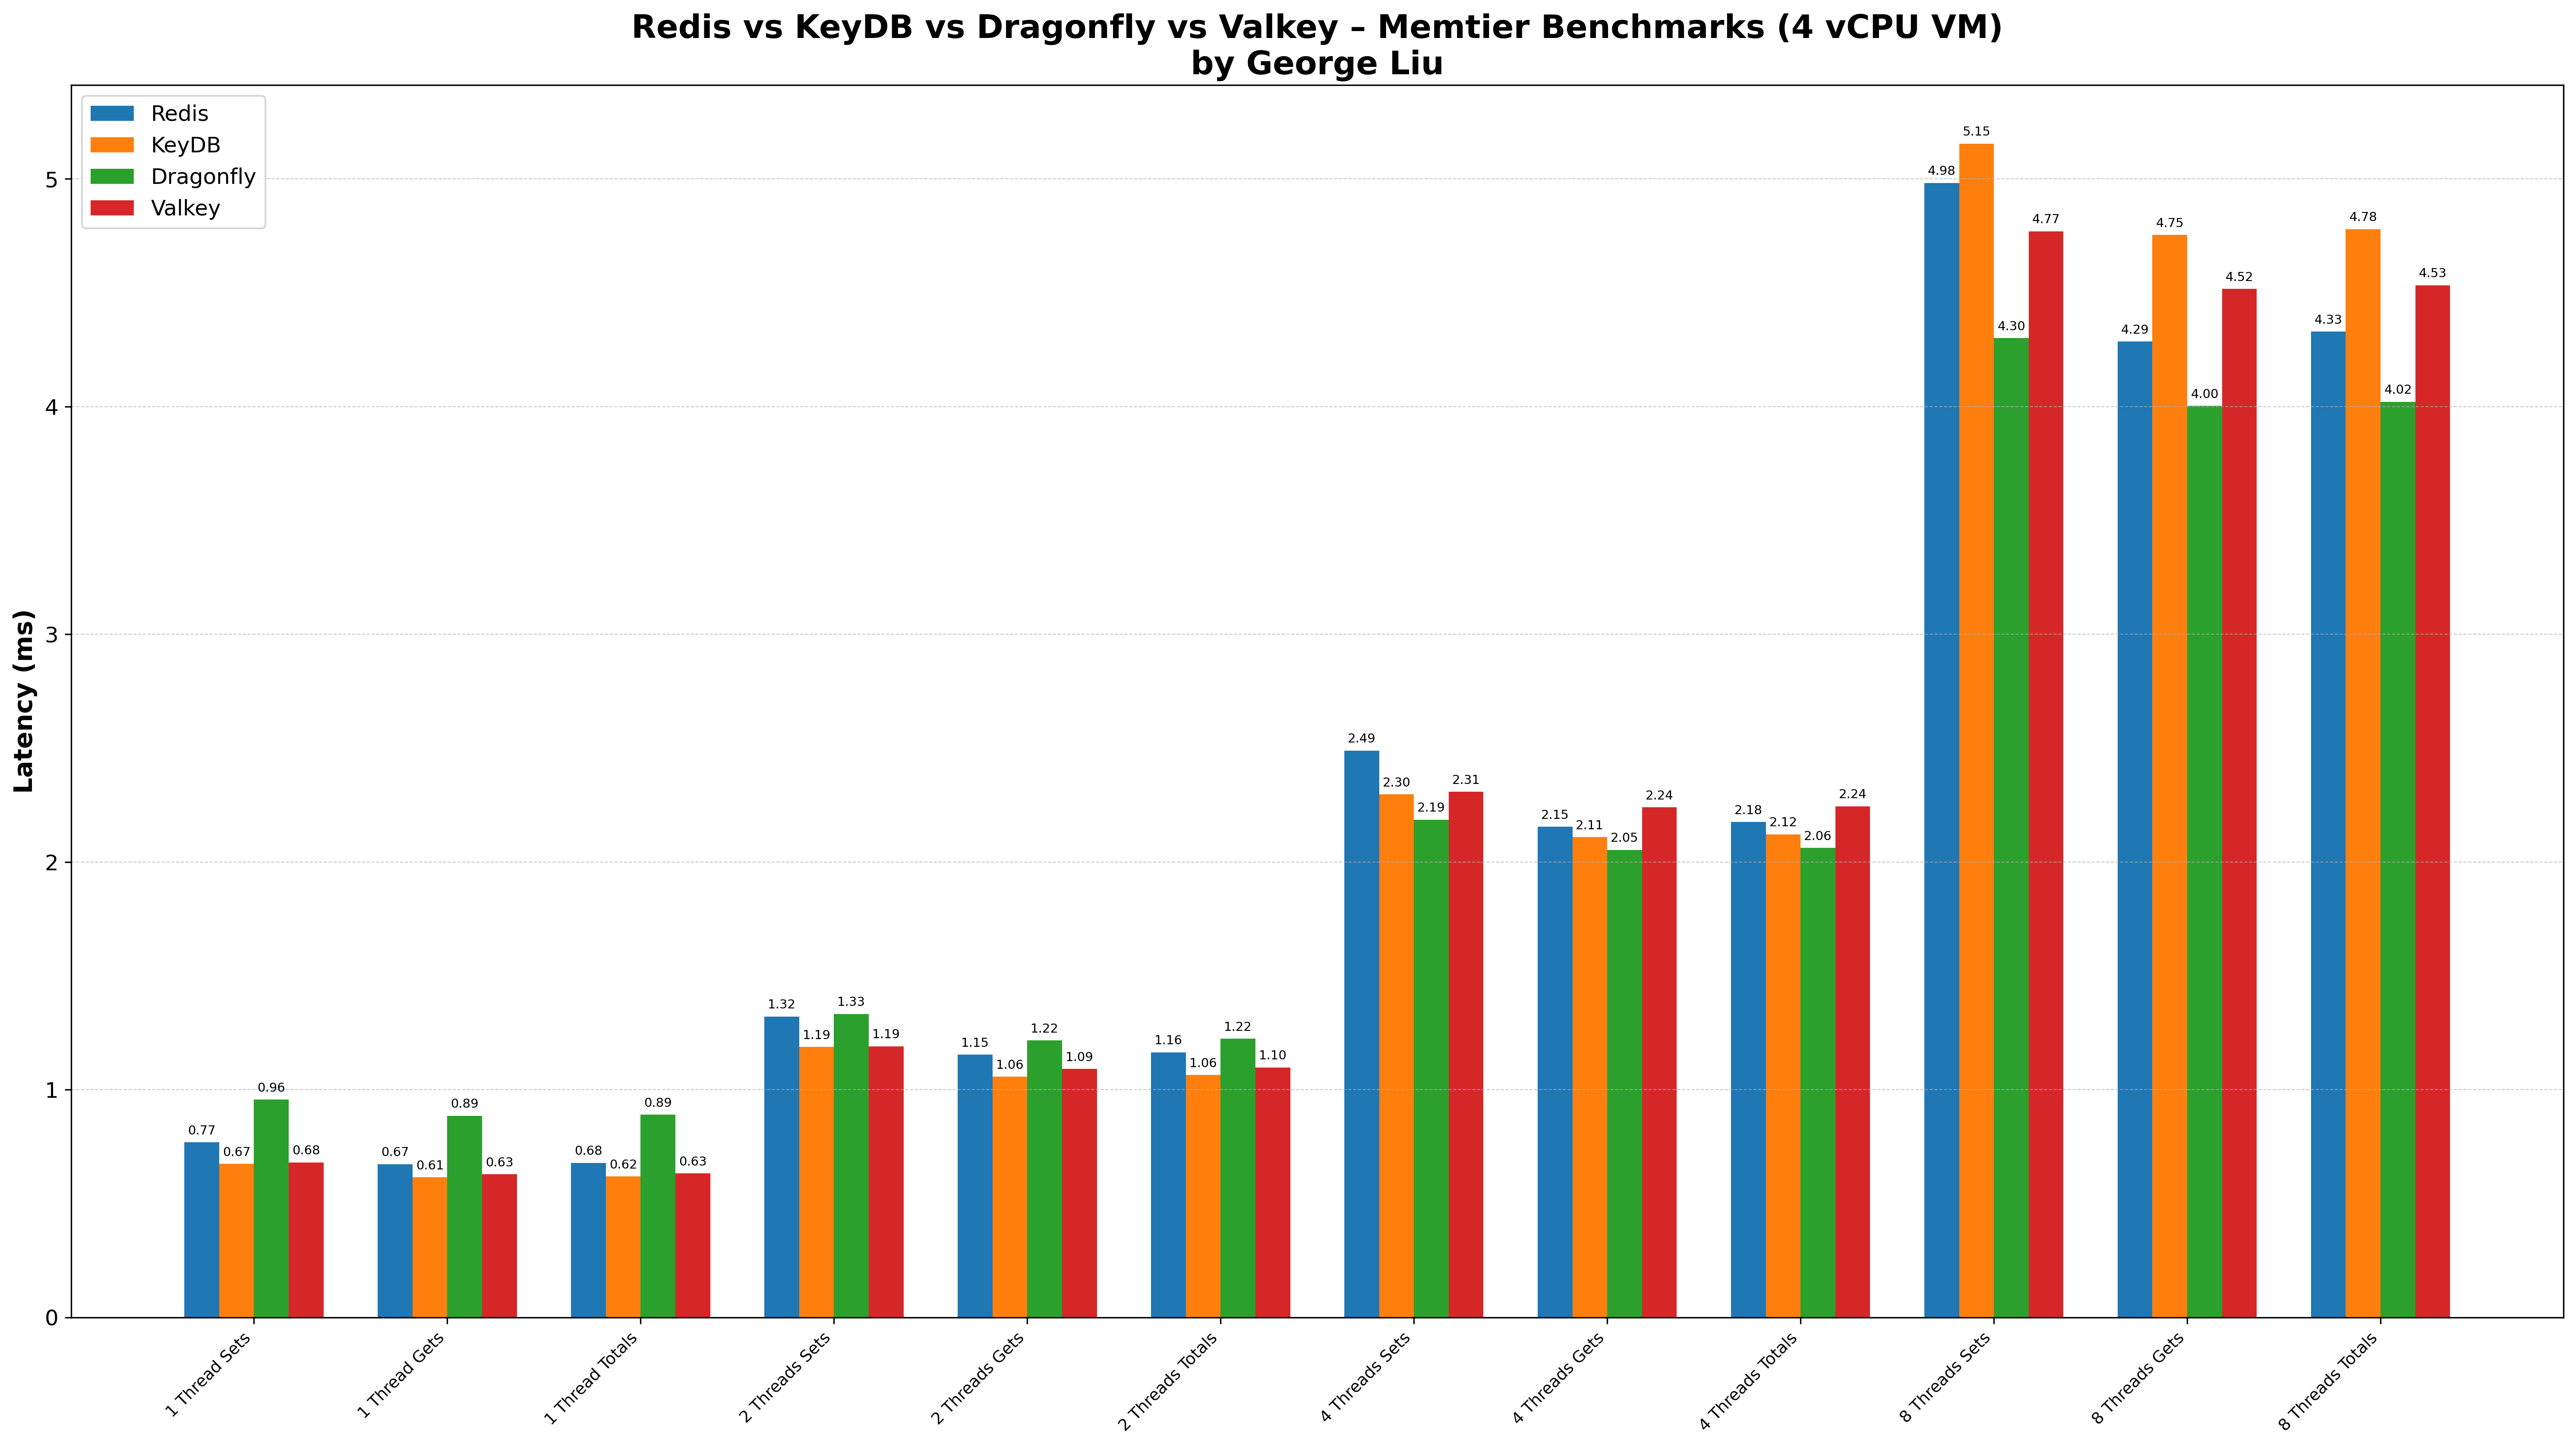 Redis vs KeyDB vs Dragonfly vs Valkey – Memtier Benchmarks (4 vCPU VM)
by George Liu
Redis
KeyDB
Dragonfly
Valkey
Latency (ms)
5
4
3
2
1
0
0.77
0.67
0.96
0.68
0.67
0.61
0.89
0.63
0.68
0.62
0.89
0.63
1.32
1.19
1.33
1.19
1.15
1.06
1.22
1.09
1.16
1.06
1.22
1.10
2.49
2.30
2.19
2.31
2.15
2.11
2.05
2.24
2.18
2.12
2.06
2.24
4.98
5.15
4.30
4.77
4.29
4.75
4.00
4.52
4.33
4.78
4.02
4.53
1 Thread Sets
1 Thread Gets
1 Thread Totals
2 Threads Sets
2 Threads Gets
2 Threads Totals
4 Threads Sets
4 Threads Gets
4 Threads Totals
8 Threads Sets
8 Threads Gets
8 Threads Totals